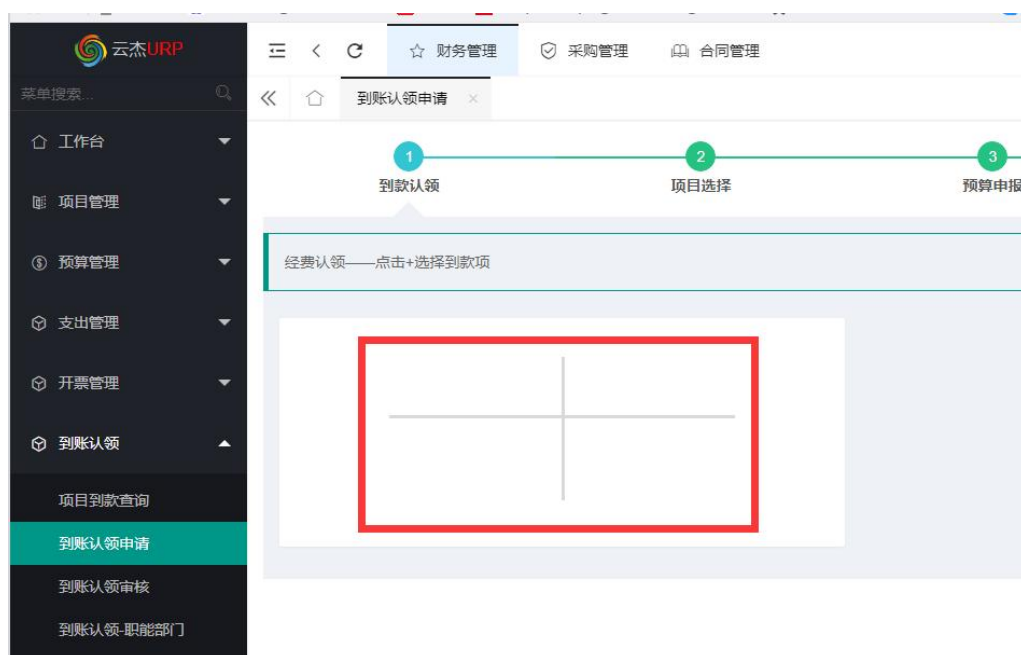 云杰URP
财务管理
采购管理
合同管理
菜单搜索...
到账认领申请
工作台
项目管理
预算管理
支出管理
开票管理
到账认领
项目到款查询
到账认领申请
到账认领审核
到账认领-职能部门
1
到款认领
2
项目选择
3
预算申报
经费认领——点击+选择到款项